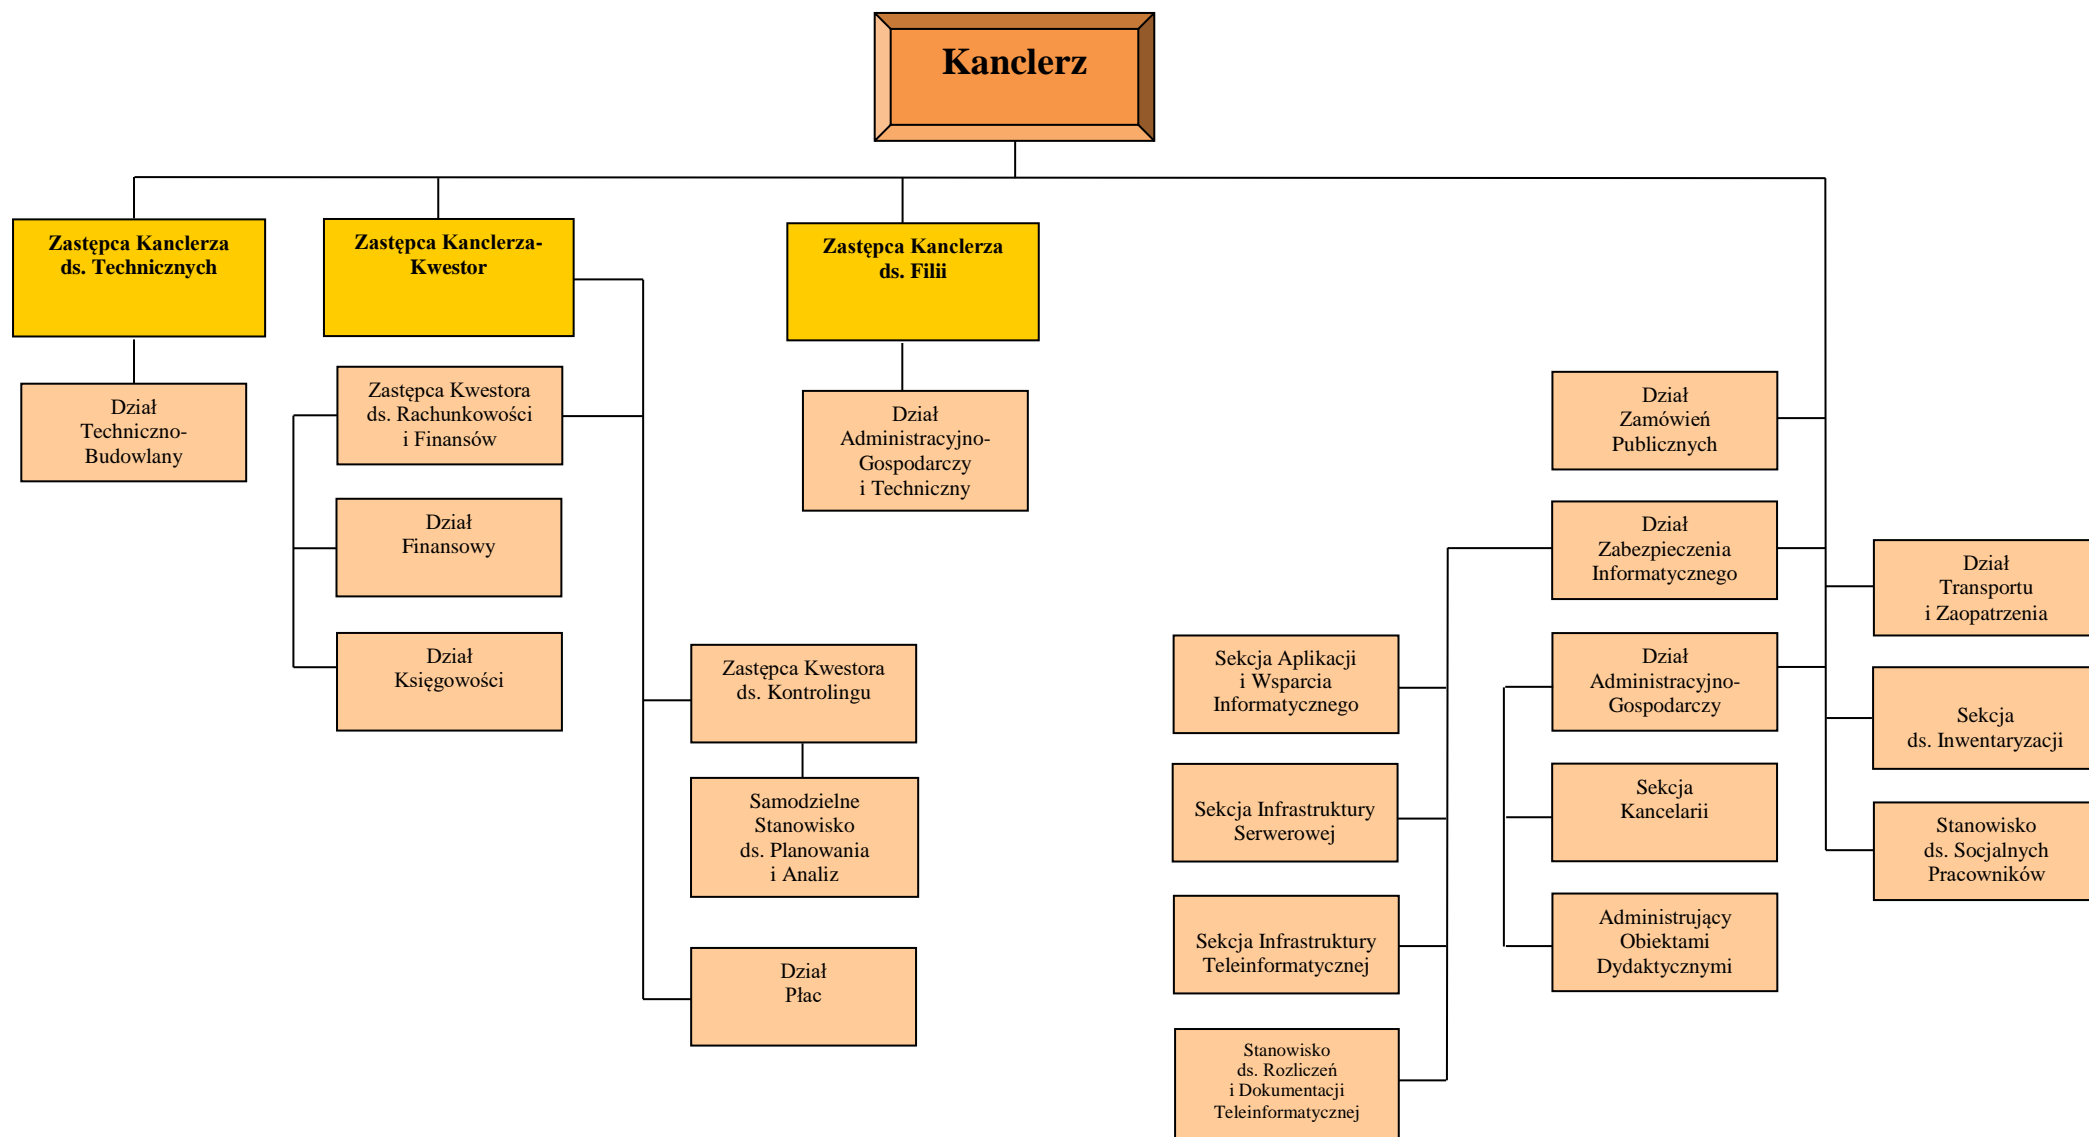 Kanclerz
Zastępca Kanclerza
ds. Technicznych
Zastępca Kanclerza-
Kwestor
Zastępca Kanclerza
ds. Filii
Dział
Techniczno-
Budowlany
Zastępca Kwestora
ds. Rachunkowości
i Finansów
Dział
Finansowy
Dział
Księgowości
Zastępca Kwestora
ds. Kontrolingu
Samodzielne
Stanowisko
ds. Planowania
i Analiz
Dział
Płac
Dział
Administracyjno-
Gospodarczy
i Techniczny
Dział
Zamówień
Publicznych
Dział
Zabezpieczenia
Informatycznego
Sekcja Aplikacji
i Wsparcia
Informatycznego
Sekcja Infrastruktury
Serwerowej
Sekcja Infrastruktury
Teleinformatycznej
Stanowisko
ds. Rozliczeń
i Dokumentacji
Teleinformatycznej
Dział
Administracyjno-
Gospodarczy
Sekcja
Kancelarii
Administrujący
Obiektami
Dydaktycznymi
Dział
Transportu
i Zaopatrzenia
Sekcja
ds. Inwentaryzacji
Stanowisko
ds. Socjalnych
Pracowników